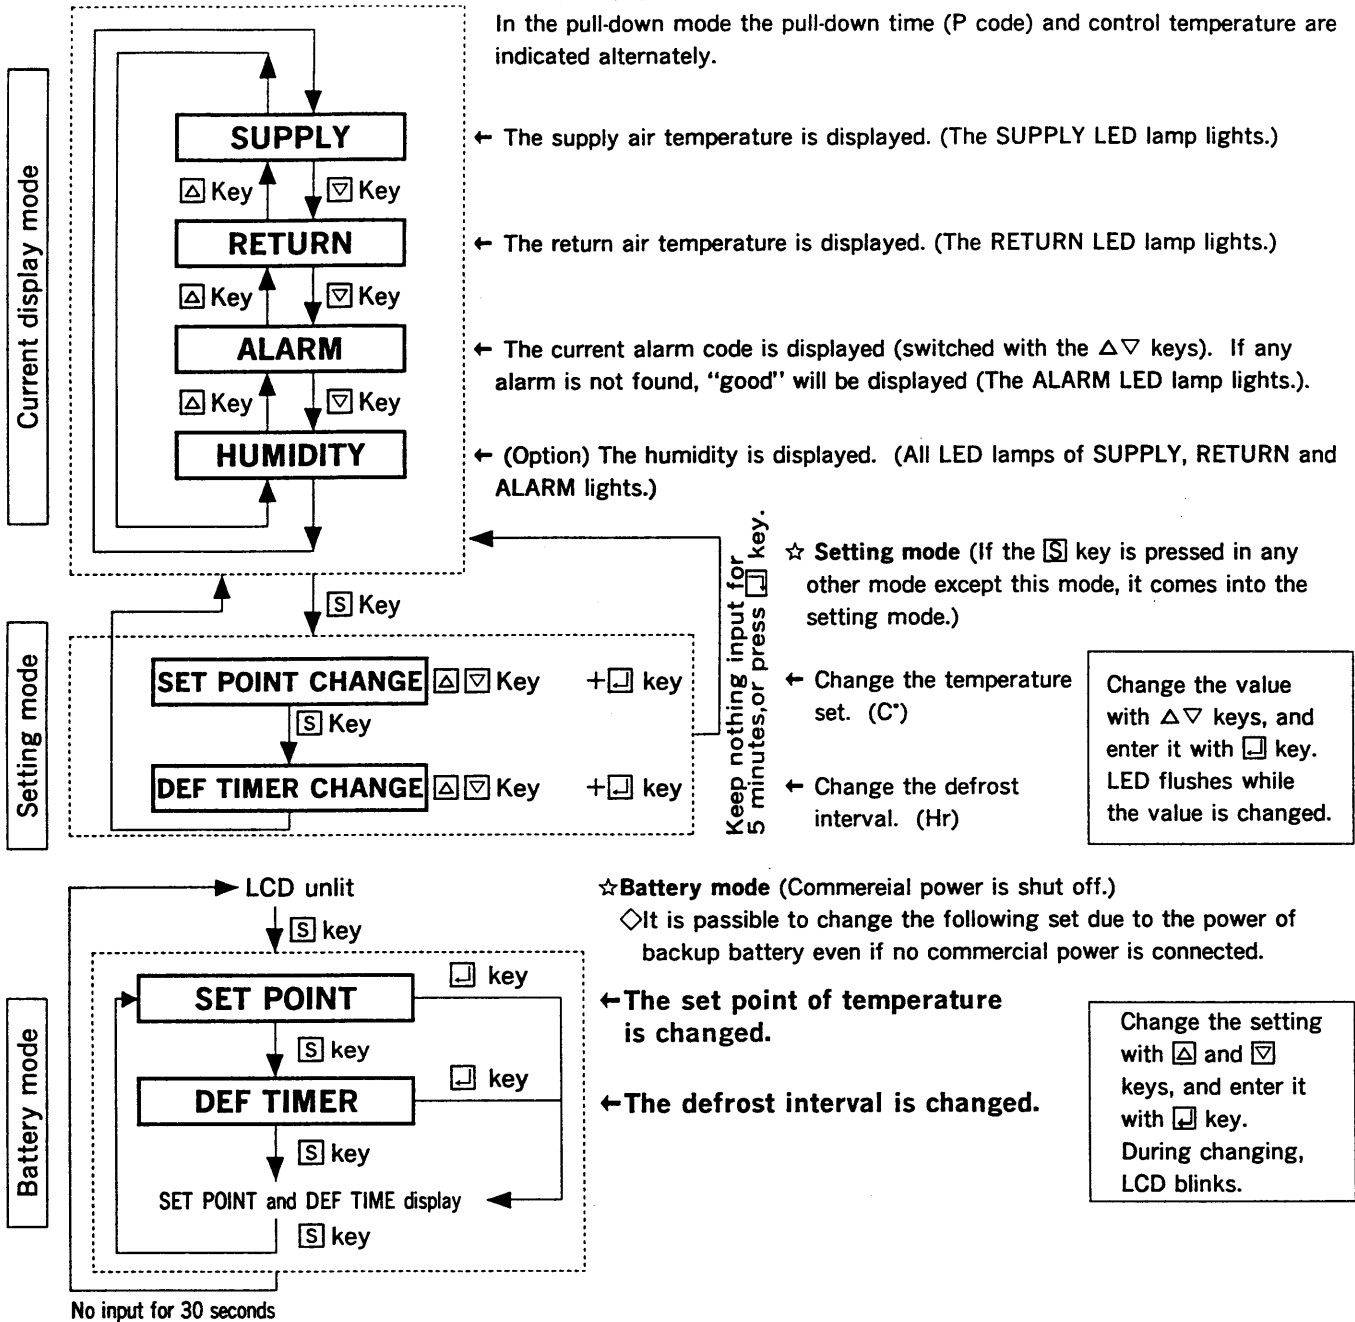 In the pull-down mode the pull-down time (P code) and control temperature are
indicated alternately.
Current display mode
SUPPLY
← The supply air temperature is displayed. (The SUPPLY LED lamp lights.)
△ Key ▽ Key
RETURN
← The return air temperature is displayed. (The RETURN LED lamp lights.)
△ Key ▽ Key
ALARM
← The current alarm code is displayed (switched with the △▽ keys). If any
alarm is not found, "good" will be displayed (The ALARM LED lamp lights.).
△ Key ▽ Key
HUMIDITY
← (Option) The humidity is displayed. (All LED lamps of SUPPLY, RETURN and
ALARM lights.)
S Key
Keep nothing input for
5 minutes,or press ↵ key.
☆ Setting mode (If the S key is pressed in any
other mode except this mode, it comes into the
setting mode.)
Setting mode
SET POINT CHANGE △ ▽ Key +↵ key
← Change the temperature
set. (C°)
S Key
DEF TIMER CHANGE △ ▽ Key +↵ key
← Change the defrost
interval. (Hr)
Change the value
with △▽ keys, and
enter it with ↵ key.
LED flushes while
the value is changed.
LCD unlit
☆Battery mode (Commereial power is shut off.)
◇It is passible to change the following set due to the power of
backup battery even if no commercial power is connected.
S key
Battery mode
SET POINT
↵ key
←The set point of temperature
is changed.
S key
DEF TIMER
↵ key
←The defrost interval is changed.
S key
SET POINT and DEF TIME display
S key
No input for 30 seconds
Change the setting
with △ and ▽
keys, and enter it
with ↵ key.
During changing,
LCD blinks.